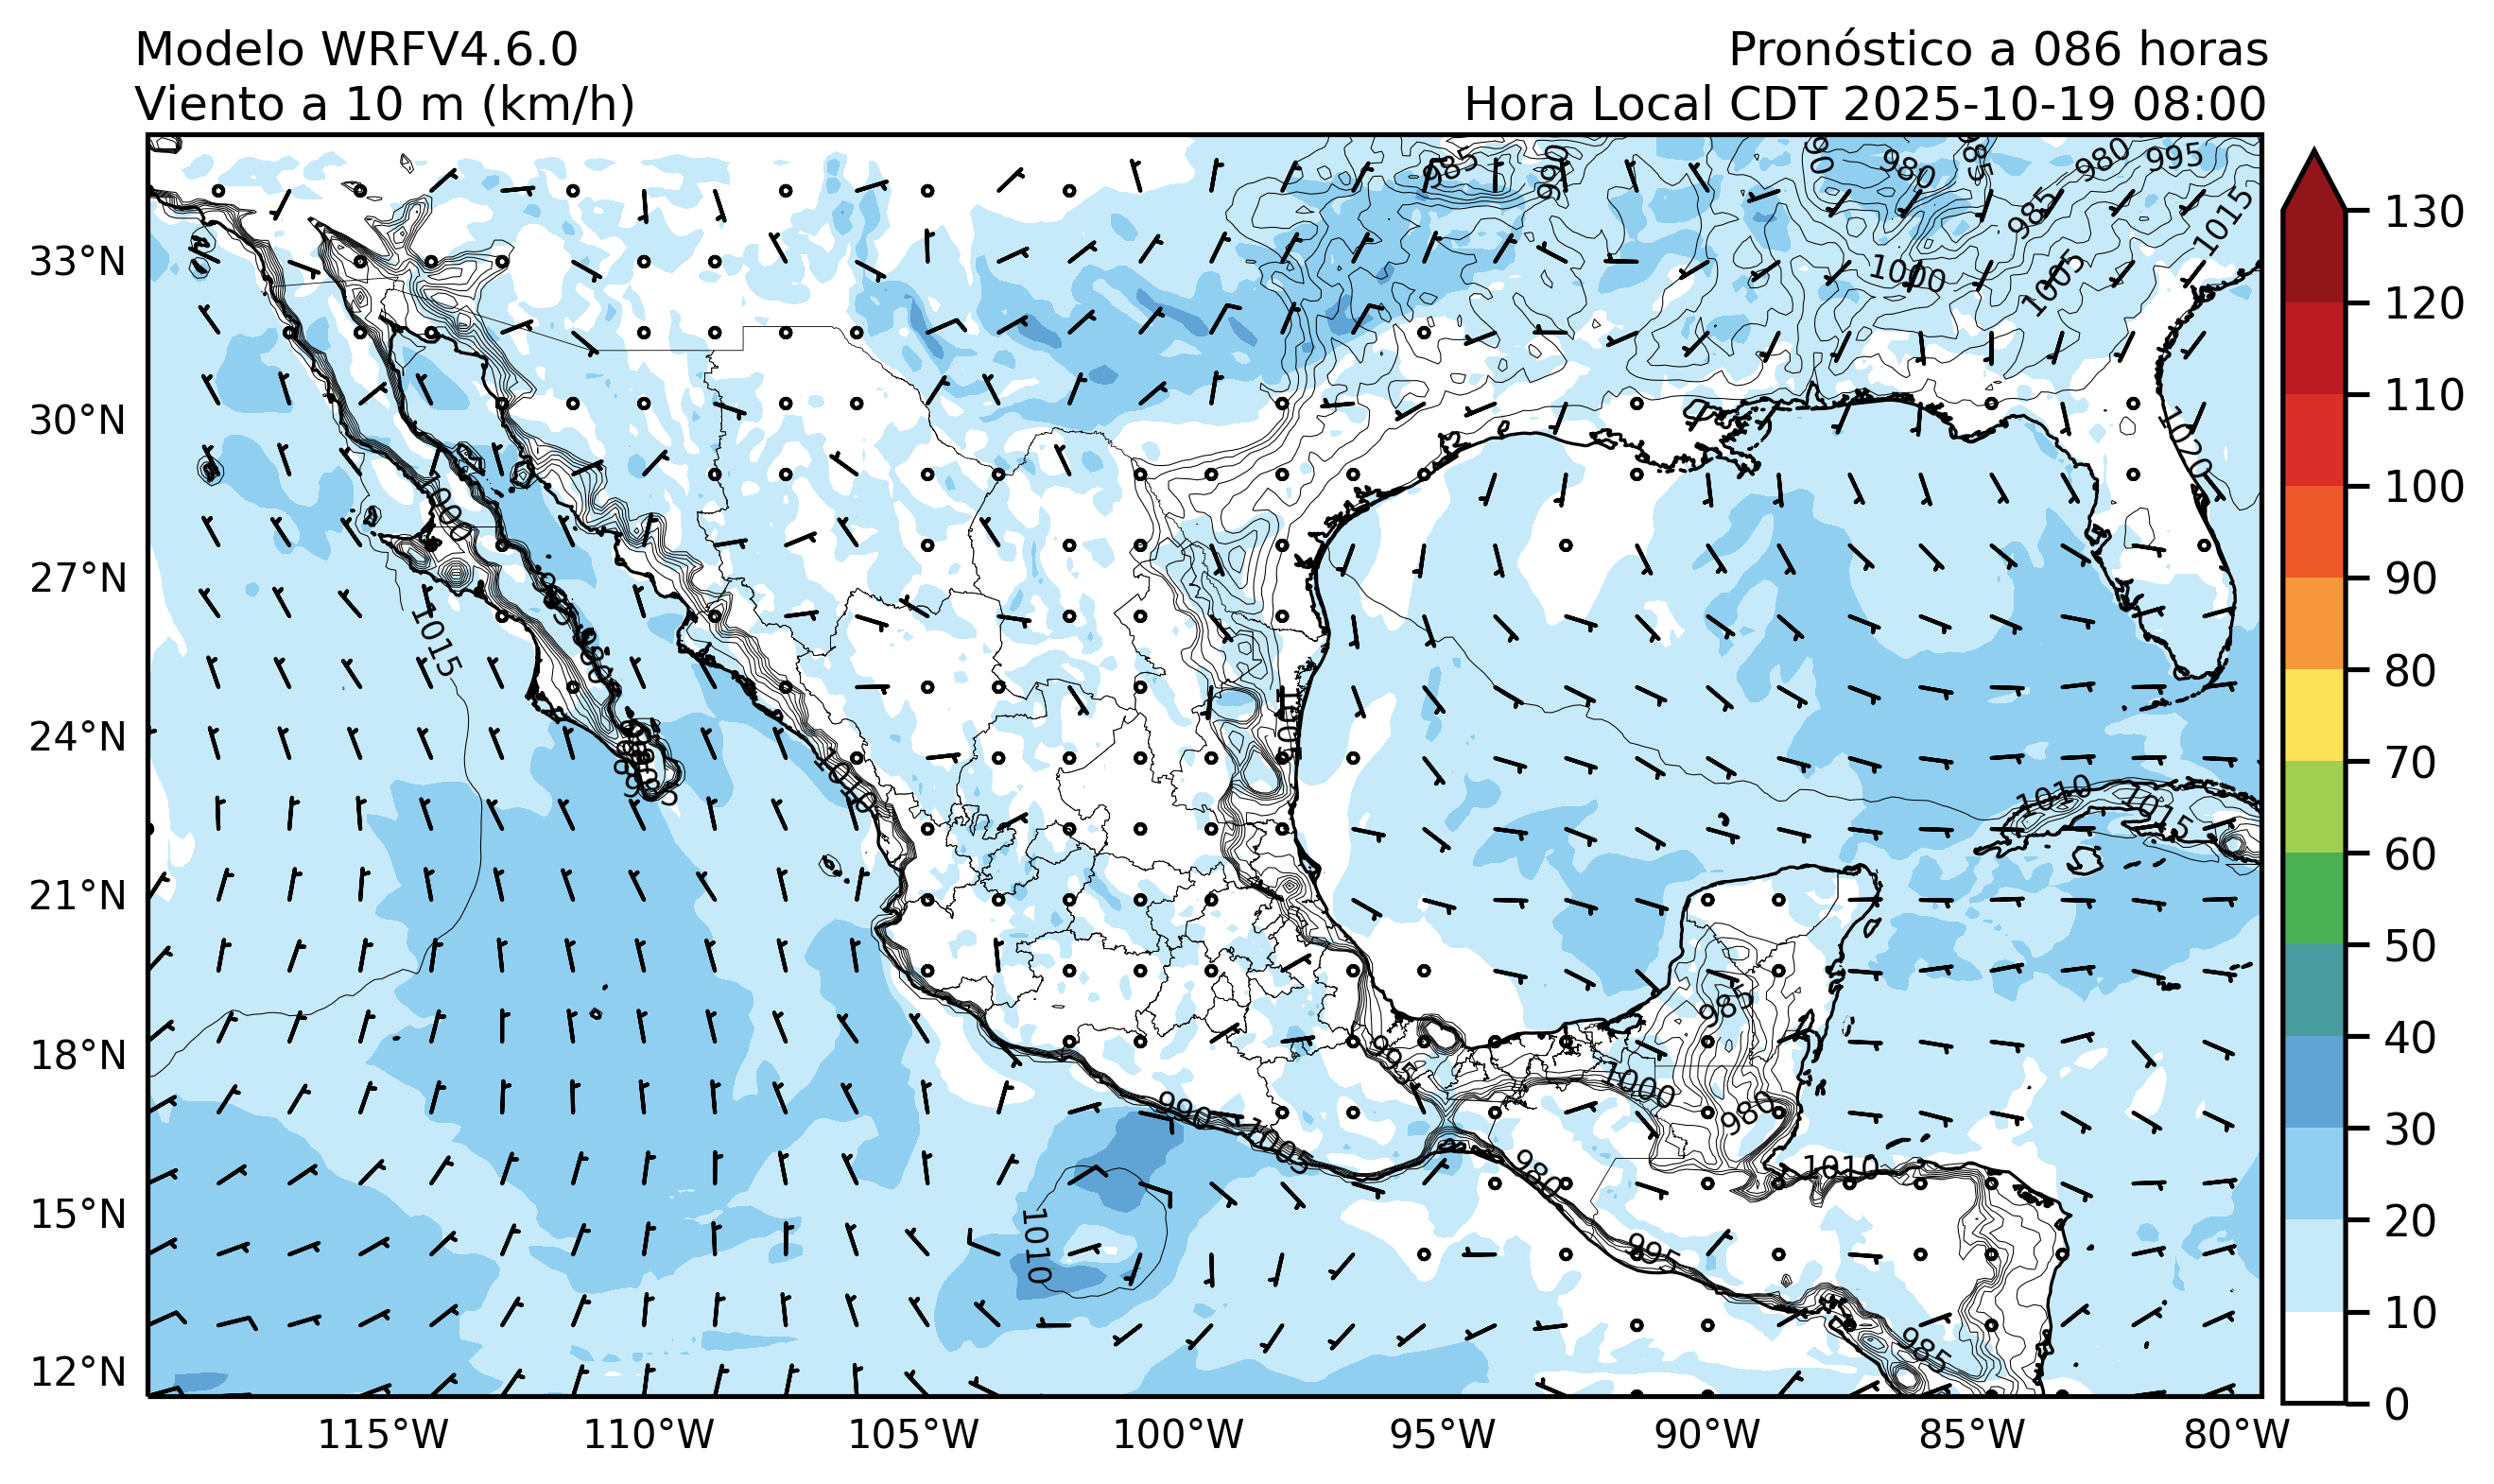 Modelo WRFV4.6.0
Pronóstico a 086 horas
Viento a 10 m (km/h)
Hora Local CDT 2025-10-19 08:00
33°N
30°N
27°N
24°N
21°N
18°N
15°N
12°N
115°W
110°W
105°W
100°W
95°W
90°W
85°W
80°W
130
120
110
100
90
80
70
60
50
40
30
20
10
0
985
990
980
985
980
995
985
1015
1000
1005
1020
1000
1015
1010
1005
1010
1015
985
995
1000
980
990
1005
980
1010
1010
995
985